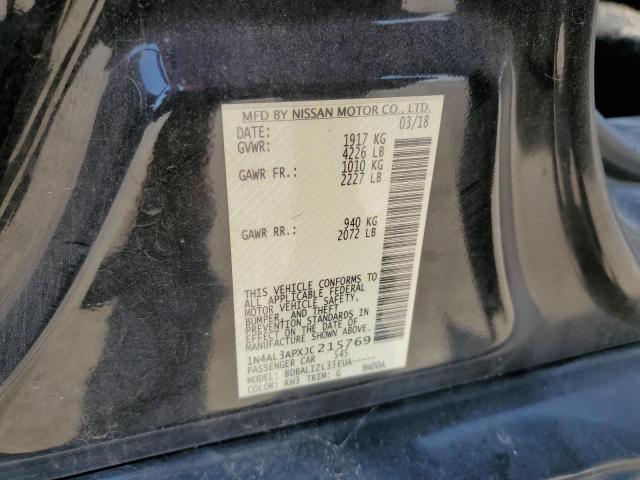 MFD BY NISSAN MOTOR CO., LTD.
DATE: 03/18
GVWR: 1917 KG
4226 LB
GAWR FR.: 1010 KG
2227 LB
GAWR RR.: 940 KG
2072 LB
THIS VEHICLE CONFORMS TO
ALL APPLICABLE FEDERAL
MOTOR VEHICLE SAFETY,
BUMPER, AND THEFT
PREVENTION STANDARDS IN
EFFECT ON THE DATE OF
MANUFACTURE SHOWN ABOVE.
1N4AL3APXJC215769
PASSENGER CAR 545
MODEL: BDBALIZL33EUA-----
COLOR: KH3 TRIM: G 9N00A